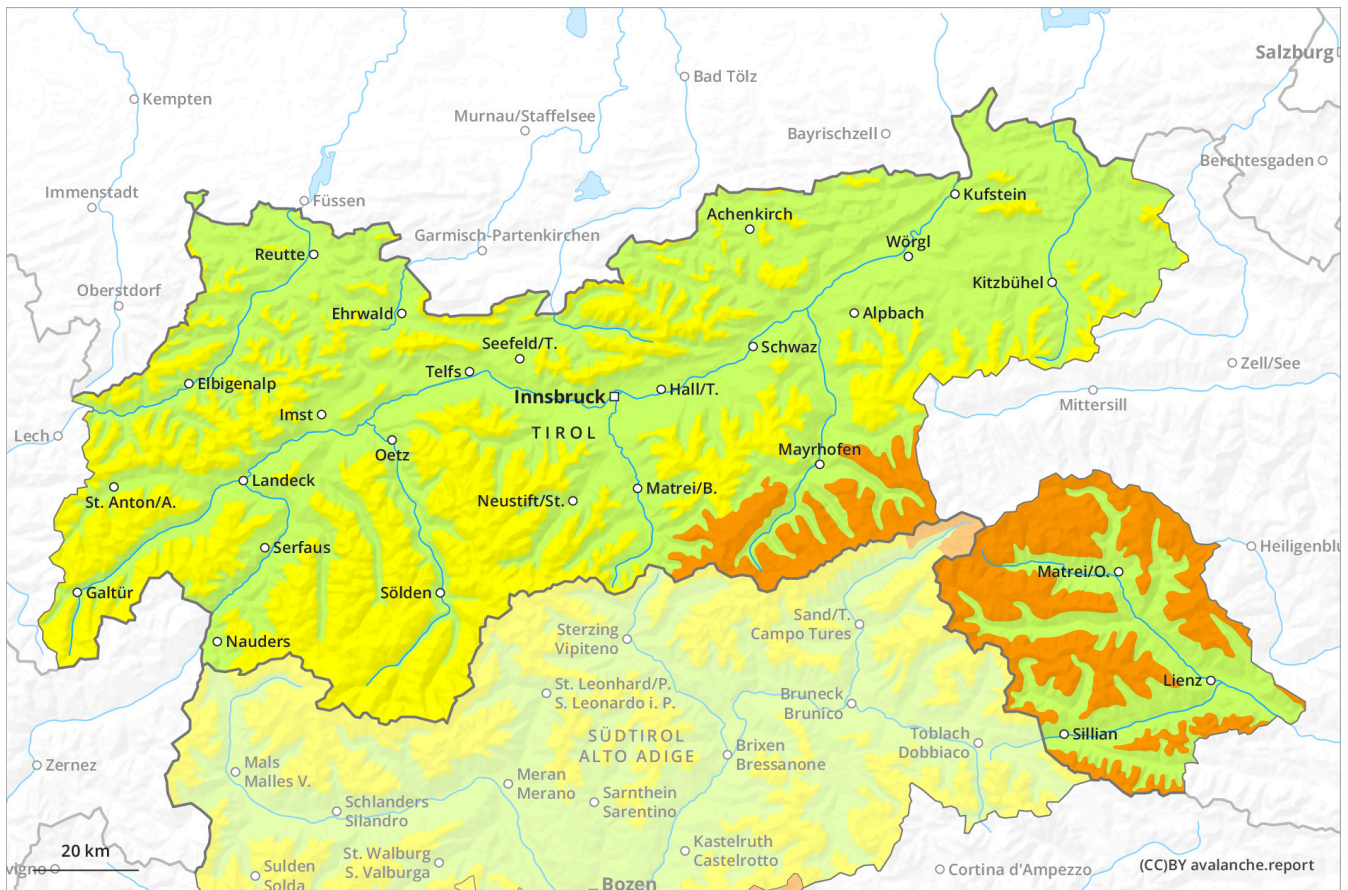 Salzburg
Bad Tölz
Kempten
Murnau/Staffelsee
Bayrischzell
Berchtesgaden
Immenstadt
Füssen
Kufstein
Achenkirch
Garmisch-Partenkirchen
Wörgl
Reutte
Kitzbühel
Oberstdorf
Ehrwald
Alpbach
Seefeld/T.
Schwaz
Zell/See
Telfs
Elbigenalp
Innsbruck
Hall/T.
Mittersill
Imst
Lech
TIROL
Oetz
Mayrhofen
Landeck
Matrei/B.
St. Anton/A.
Neustift/St.
Serfaus
Heiligenblu
Matrei/O.
Galtür
Sölden
Sand/T.
Campo Tures
Sterzing
Vipiteno
Nauders
Lienz
St. Leonhard/P.
S. Leonardo i. P.
Bruneck
Brunico
SÜDTIROL
ALTO ADIGE
Sillian
Toblach
Dobbiaco
Brixen
Bressanone
Zernez
Mals
Malles V.
Meran
Merano
Schlanders
Silandro
Sarnthein
Sarentino
20 km
Kastelruth
Castelrotto
St. Walburg
S. Valburga
vigno
Sulden
Solda
Cortina d'Ampezzo
(CC)BY avalanche.report
Bozen